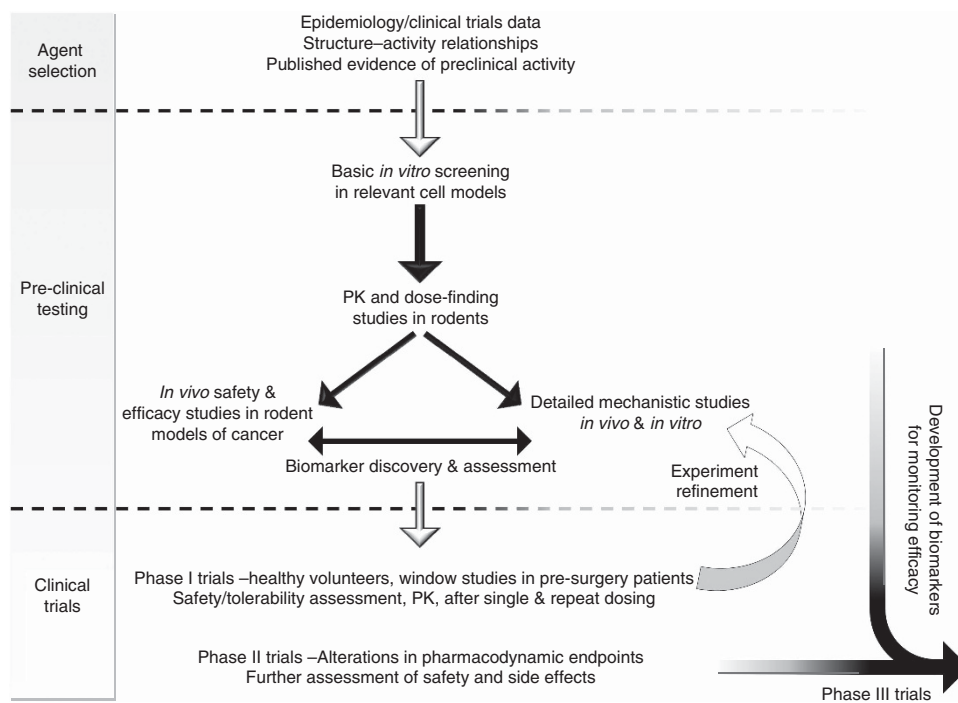 Agent
selection
Epidemiology/clinical trials data
Structure–activity relationships
Published evidence of preclinical activity
Pre-clinical
testing
Basic in vitro screening
in relevant cell models
PK and dose-finding
studies in rodents
In vivo safety &
efficacy studies in rodent
models of cancer
Detailed mechanistic studies
in vivo & in vitro
Biomarker discovery & assessment
Experiment
refinement
Development of biomarkers
for monitoring efficacy
Clinical
trials
Phase I trials –healthy volunteers, window studies in pre-surgery patients
Safety/tolerability assessment, PK, after single & repeat dosing
Phase II trials –Alterations in pharmacodynamic endpoints
Further assessment of safety and side effects
Phase III trials